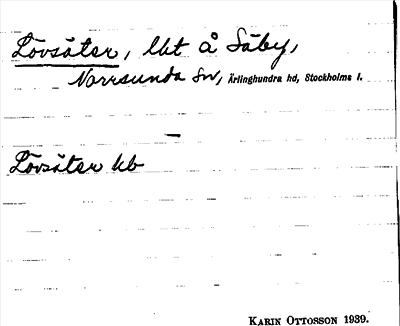 Lövsäter, lht å Säby,
Norrsunda sn, Ärlinghundra hd, Stockholms l.
—
Lövsäter kb
KARIN OTTOSSON 1939.